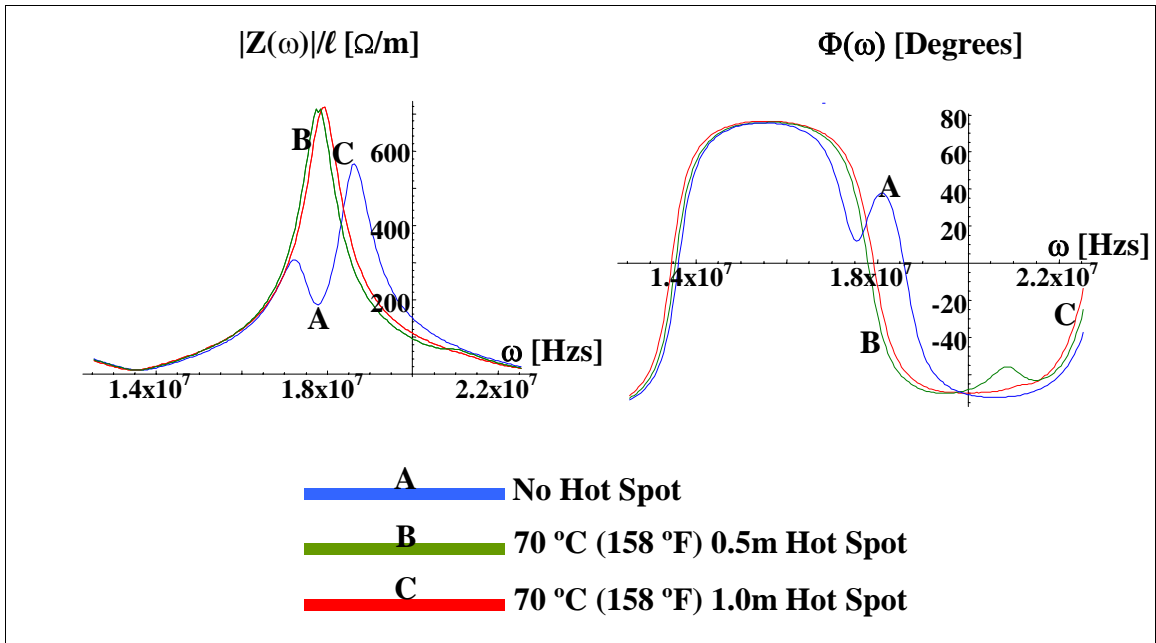 |Z(ω)|/ℓ [Ω/m]
Φ(ω) [Degrees]
B
C
A
600
400
200
ω [Hzs]
1.4x10⁷
1.8x10⁷
2.2x10⁷
80
60
40
20
-20
-40
A
B
C
ω [Hzs]
1.4x10⁷
1.8x10⁷
2.2x10⁷
A No Hot Spot
B 70 ºC (158 ºF) 0.5m Hot Spot
C 70 ºC (158 ºF) 1.0m Hot Spot